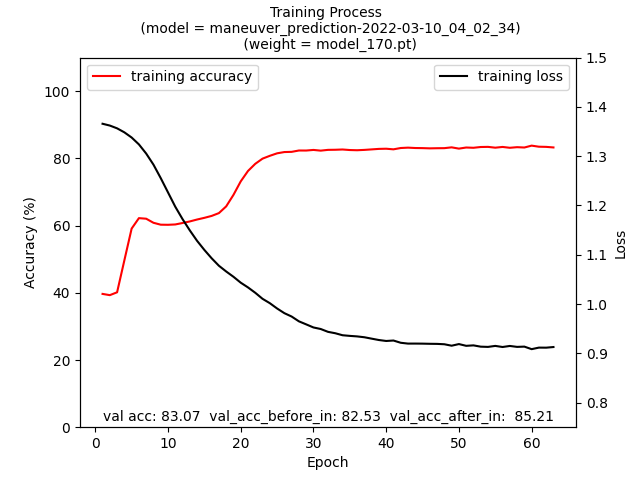 Training Process
(model = maneuver_prediction-2022-03-10_04_02_34)
(weight = model_170.pt)
training accuracy
training loss
100
80
60
40
20
0
Accuracy (%)
1.5
1.4
1.3
1.2
1.1
1.0
0.9
0.8
Loss
val acc: 83.07 val_acc_before_in: 82.53 val_acc_after_in: 85.21
0 10 20 30 40 50 60
Epoch